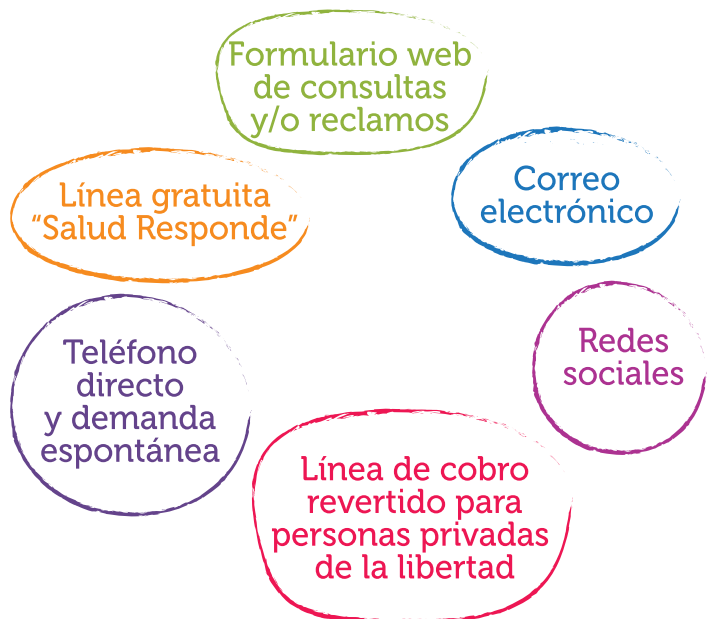 Formulario web
de consultas
y/o reclamos
Correo
electrónico
Línea gratuita
“Salud Responde”
Redes
sociales
Teléfono
directo
y demanda
espontánea
Línea de cobro
revertido para
personas privadas
de la libertad